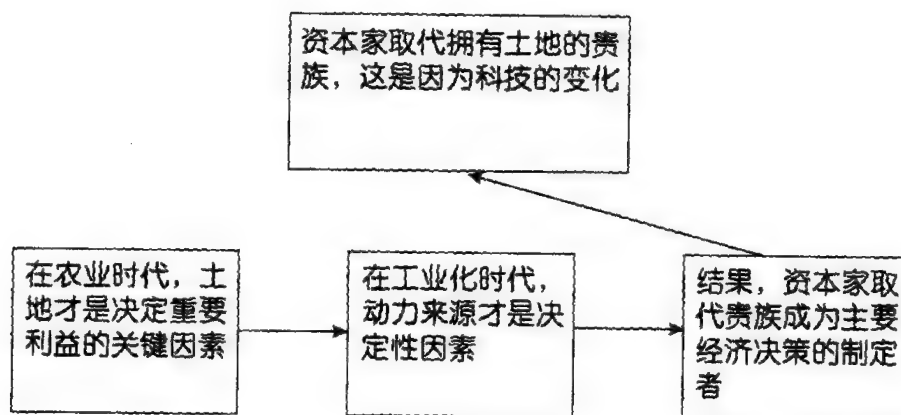 资本家取代拥有土地的贵
族，这是因为科技的变化
在农业时代，土
地才是决定重要
利益的关键因素
在工业化时代，
动力来源才是决
定性因素
结果，资本家取
代贵族成为主要
经济决策的制定
者